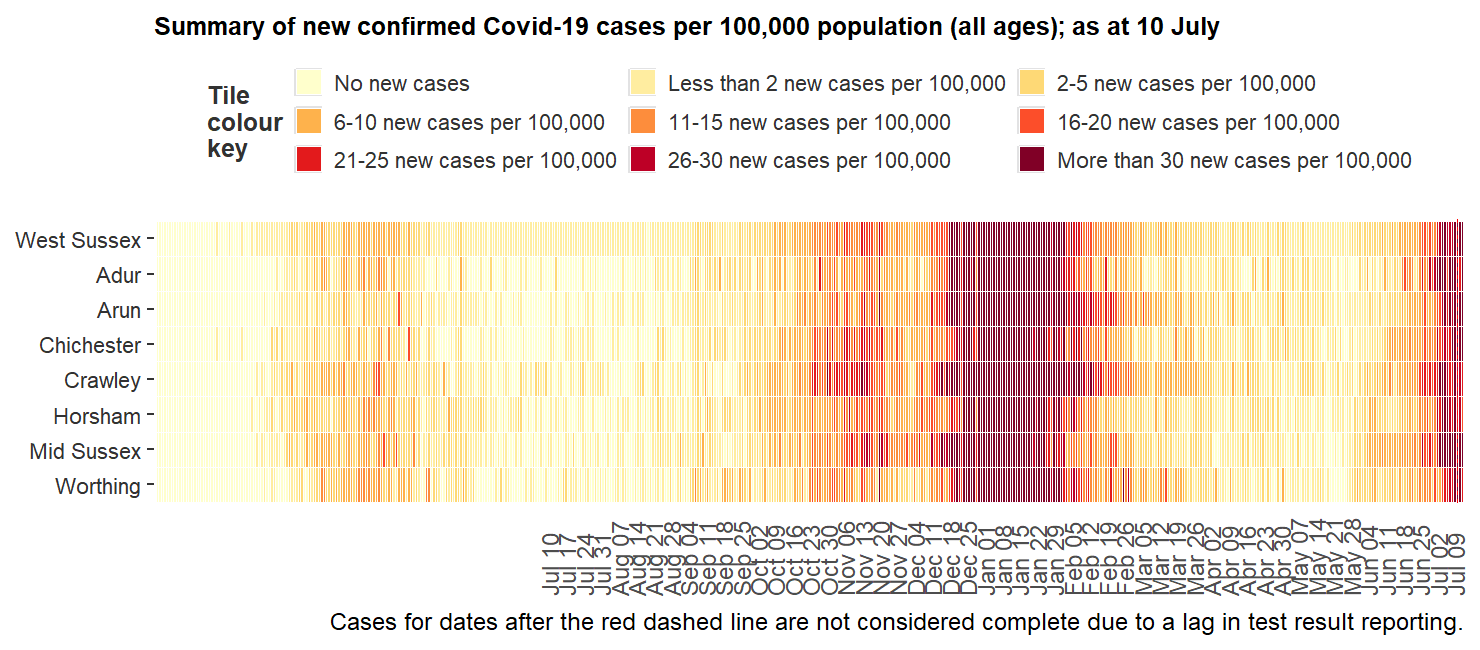 Summary of new confirmed Covid-19 cases per 100,000 population (all ages); as at 10 July
Tile
colour
key
No new cases
Less than 2 new cases per 100,000
2-5 new cases per 100,000
6-10 new cases per 100,000
11-15 new cases per 100,000
16-20 new cases per 100,000
21-25 new cases per 100,000
26-30 new cases per 100,000
More than 30 new cases per 100,000
West Sussex
Adur
Arun
Chichester
Crawley
Horsham
Mid Sussex
Worthing
Jul 10
Jul 17
Jul 24
Jul 31
Aug 07
Aug 14
Aug 21
Aug 28
Sep 04
Sep 11
Sep 18
Sep 25
Oct 02
Oct 09
Oct 16
Oct 23
Oct 30
Nov 06
Nov 13
Nov 20
Nov 27
Dec 04
Dec 11
Dec 18
Dec 25
Jan 01
Jan 08
Jan 15
Jan 22
Jan 29
Feb 05
Feb 12
Feb 19
Feb 26
Mar 05
Mar 12
Mar 19
Mar 26
Apr 02
Apr 09
Apr 16
Apr 23
Apr 30
May 07
May 14
May 21
May 28
Jun 04
Jun 11
Jun 18
Jun 25
Jul 02
Jul 09
Cases for dates after the red dashed line are not considered complete due to a lag in test result reporting.